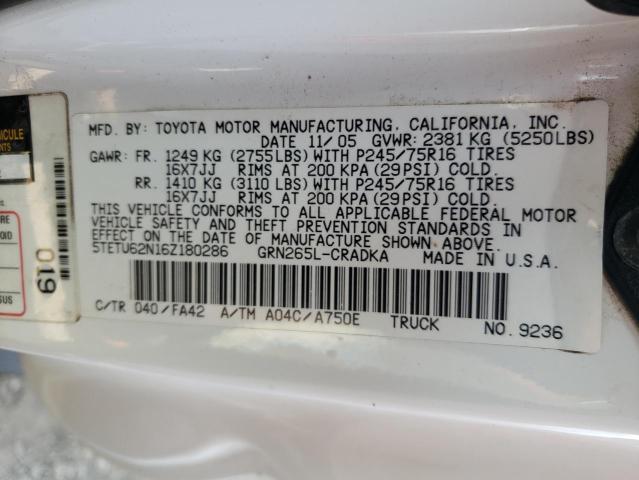 MFD. BY: TOYOTA MOTOR MANUFACTURING, CALIFORNIA, INC.
DATE 11/05 GVWR: 2381 KG (5250LBS)
GAWR: FR. 1249 KG (2755LBS) WITH P245/75R16 TIRES
16X7JJ RIMS AT 200 KPA (29PSI) COLD.
RR. 1410 KG (3110 LBS) WITH P245/75R16 TIRES
16X7JJ RIMS AT 200 KPA (29PSI) COLD.
THIS VEHICLE CONFORMS TO ALL APPLICABLE FEDERAL MOTOR
VEHICLE SAFETY AND THEFT PREVENTION STANDARDS IN
EFFECT ON THE DATE OF MANUFACTURE SHOWN ABOVE.
5TETU62N16Z180286 GRN265L-CRADKA MADE IN U.S.A.
C/TR 040/FA42 A/TM A04C/A750E TRUCK NO. 9236
019